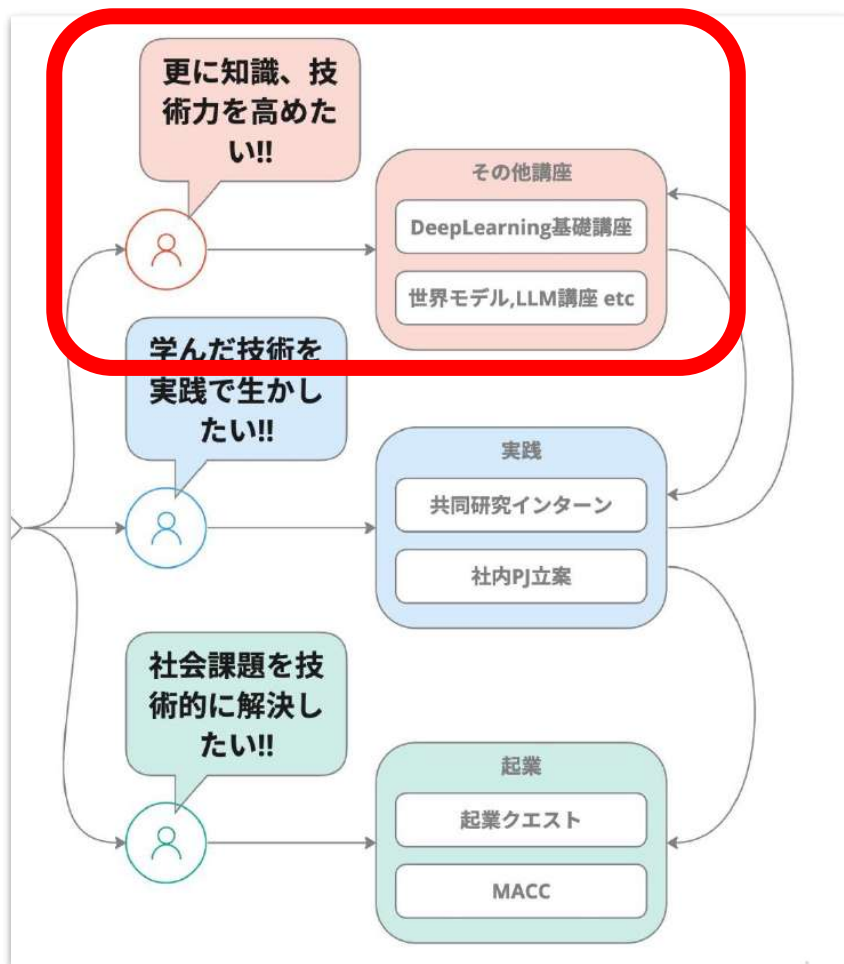 更に知識、技
術力を高めた
い!!
その他講座
DeepLearning基礎講座
世界モデル,LLM講座 etc
学んだ技術を
実践で生かし
たい!!
実践
共同研究インターン
社内PJ立案
社会課題を技
術的に解決し
たい!!
起業
起業クエスト
MACC